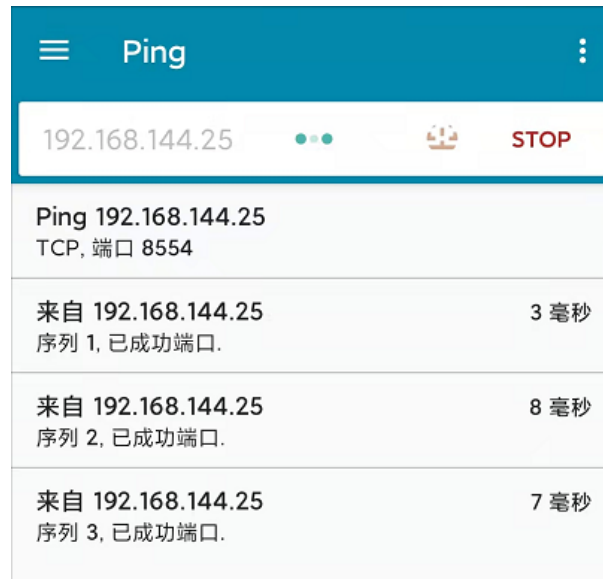 Ping
192.168.144.25
STOP
Ping 192.168.144.25
TCP, 端口 8554
来自 192.168.144.25
3 毫秒
序列 1, 已成功端口.
来自 192.168.144.25
8 毫秒
序列 2, 已成功端口.
来自 192.168.144.25
7 毫秒
序列 3, 已成功端口.